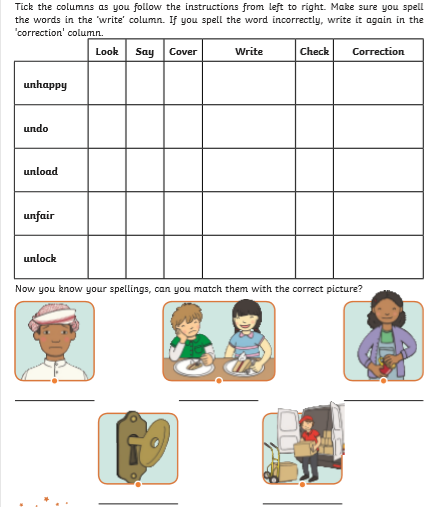 Tick the columns as you follow the instructions from left to right. Make sure you spell
the words in the 'write' column. If you spell the word incorrectly, write it again in the
'correction' column.
Look Say Cover Write Check Correction
unhappy
undo
unload
unfair
unlock
Now you know your spellings, can you match them with the correct picture?